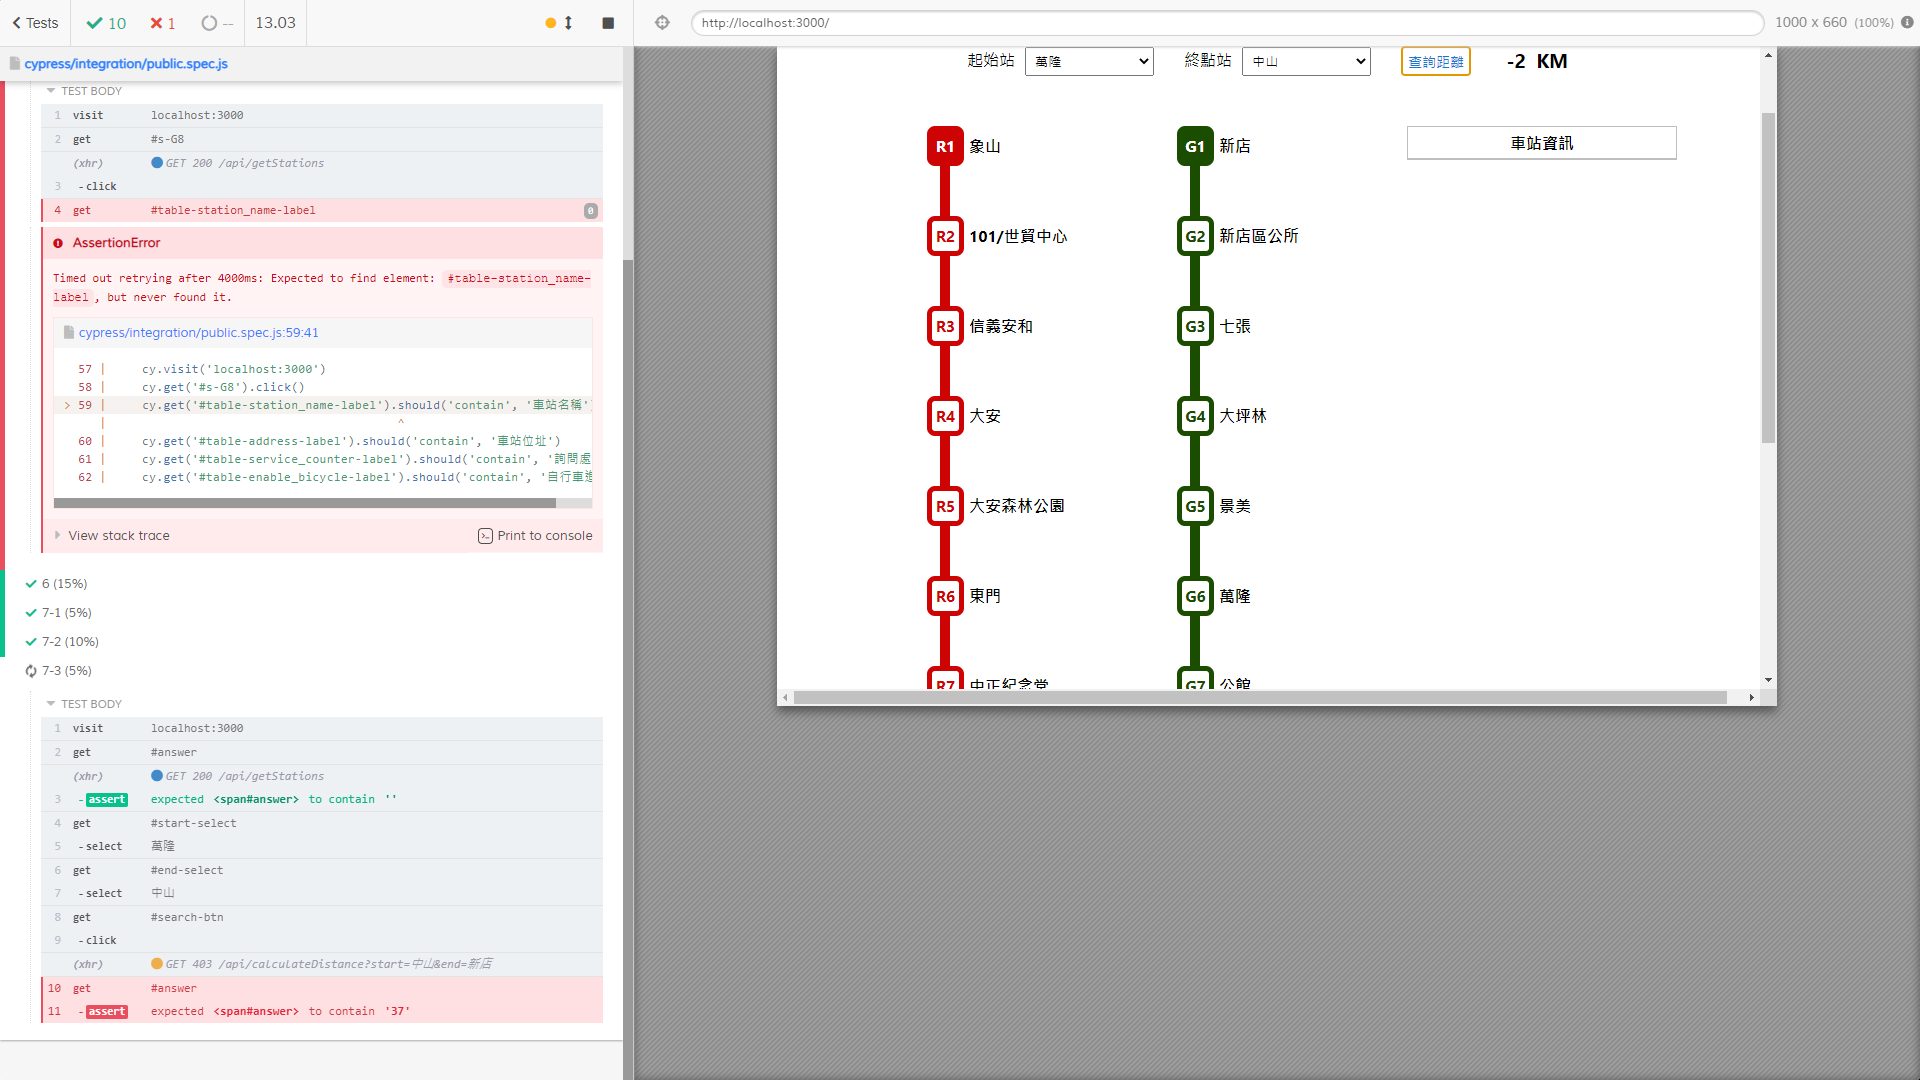 Tests
10
1
--
13.03
cypress/integration/public.spec.js
TEST BODY
1 visit localhost:3000
2 get #s-G8
(xhr) GET 200 /api/getStations
3 -click
4 get #table-station_name-label 0
AssertionError
Timed out retrying after 4000ms: Expected to find element: #table-station_name-
label, but never found it.
cypress/integration/public.spec.js:59:41
57 | cy.visit('localhost:3000')
58 | cy.get('#s-G8').click()
> 59 | cy.get('#table-station_name-label').should('contain', '車站名稱')
| ^
60 | cy.get('#table-address-label').should('contain', '車站位址')
61 | cy.get('#table-service_counter-label').should('contain', '詢問處
62 | cy.get('#table-enable_bicycle-label').should('contain', '自行車進
View stack trace
Print to console
6 (15%)
7-1 (5%)
7-2 (10%)
7-3 (5%)
TEST BODY
1 visit localhost:3000
2 get #answer
(xhr) GET 200 /api/getStations
3 -assert expected <span#answer> to contain ''
4 get #start-select
5 -select 萬隆
6 get #end-select
7 -select 中山
8 get #search-btn
9 -click
(xhr) GET 403 /api/calculateDistance?start=中山&end=新店
10 get #answer
11 -assert expected <span#answer> to contain '37'
http://localhost:3000/
1000 x 660 (100%)
起始站 萬隆 終點站 中山 查詢距離 -2 KM
R1 象山
G1 新店
車站資訊
R2 101/世貿中心
G2 新店區公所
R3 信義安和
G3 七張
R4 大安
G4 大坪林
R5 大安森林公園
G5 景美
R6 東門
G6 萬隆
R7 中正紀念堂
G7 公館